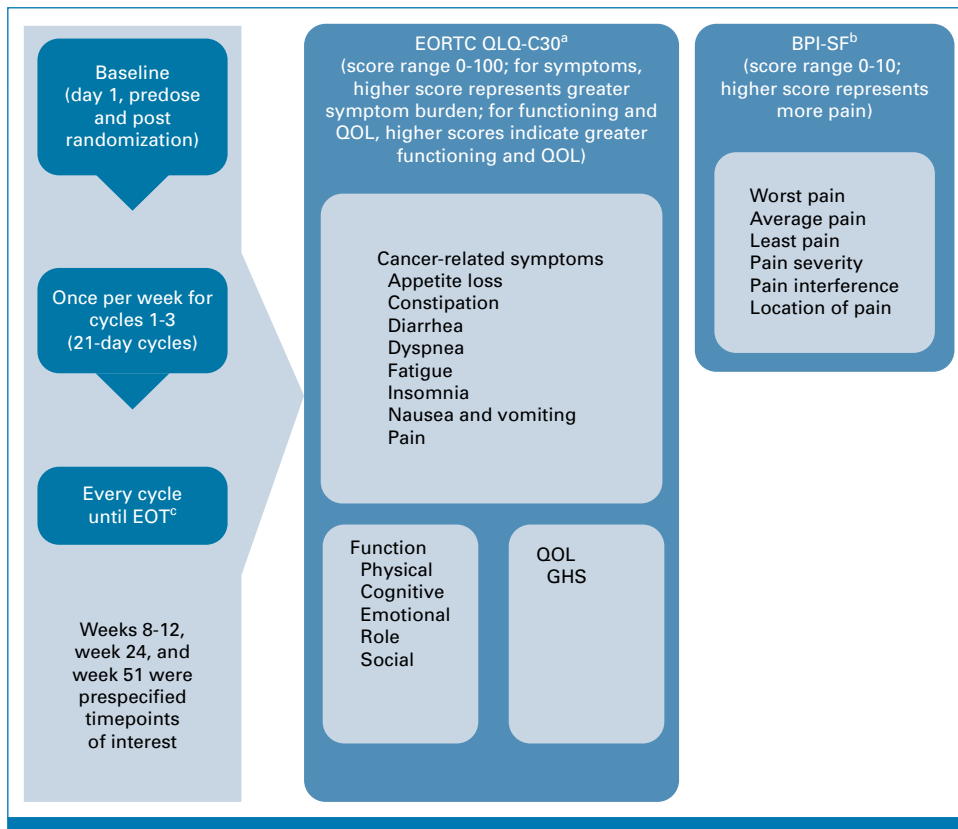 Baseline
(day 1, predose
and post
randomization)
Once per week for
cycles 1-3
(21-day cycles)
Every cycle
until EOTc
Weeks 8-12,
week 24, and
week 51 were
prespecified
timepoints
of interest
EORTC QLQ-C30a
(score range 0-100; for symptoms,
higher score represents greater
symptom burden; for functioning and
QOL, higher scores indicate greater
functioning and QOL)
Cancer-related symptoms
Appetite loss
Constipation
Diarrhea
Dyspnea
Fatigue
Insomnia
Nausea and vomiting
Pain
Function
Physical
Cognitive
Emotional
Role
Social
QOL
GHS
BPI-SFb
(score range 0-10;
higher score represents
more pain)
Worst pain
Average pain
Least pain
Pain severity
Pain interference
Location of pain